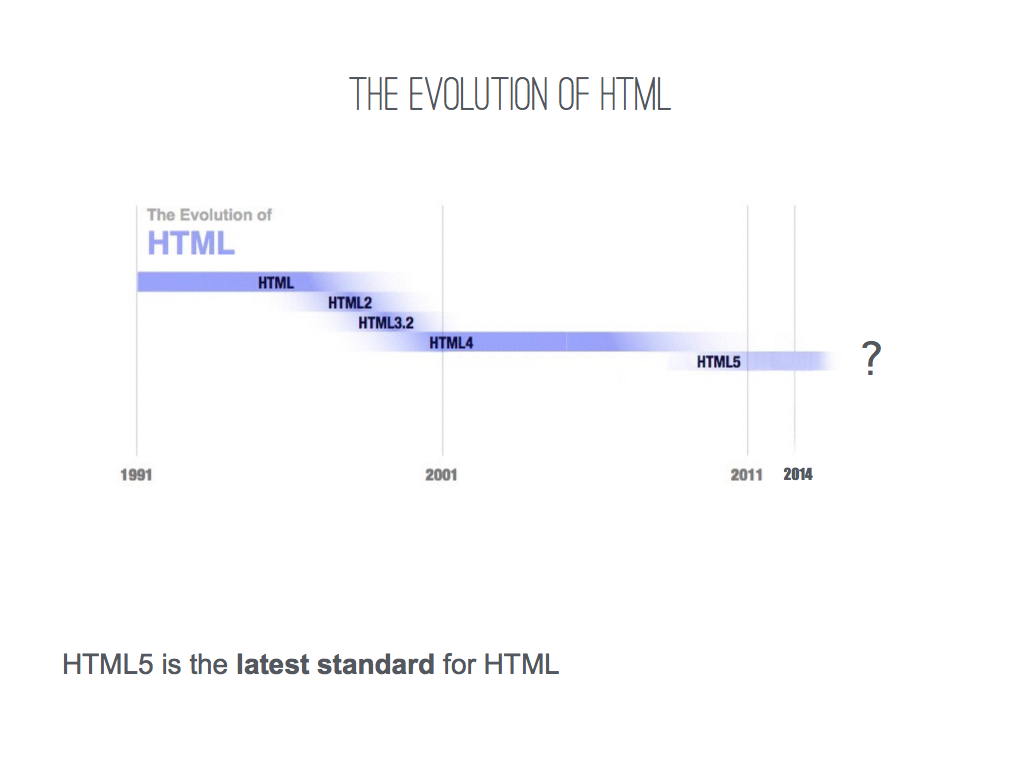 THE EVOLUTION OF HTML
The Evolution of
HTML
HTML
HTML2
HTML3.2
HTML4
HTML5
?
1991 2001 2011 2014
HTML5 is the latest standard for HTML